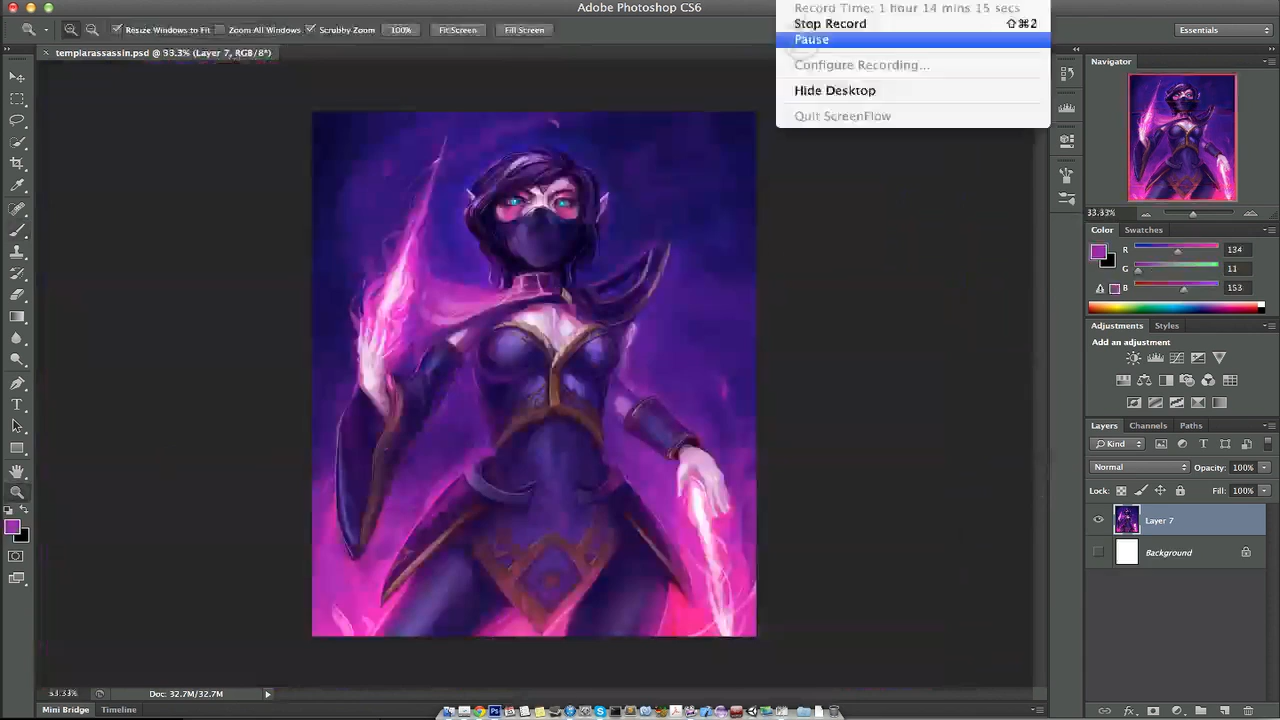 Adobe Photoshop CS6
Record Time: 1 hour 14 mins 15 secs
Stop Record ⇧⌘2
Pause
Configure Recording...
Hide Desktop
Quit ScreenFlow
Resize Windows to Fit
Zoom All Windows
Scrubby Zoom
100%
Fit Screen
Fill Screen
Essentials
templarassassin.psd @ 33.3% (Layer 7, RGB/8*)
Navigator
33.33%
Color
Swatches
R 134
G 11
B 153
Adjustments
Styles
Add an adjustment
Layers
Channels
Paths
Kind
Normal
Opacity: 100%
Lock:
Fill: 100%
Layer 7
Background
33.33%
Doc: 32.7M/32.7M
Mini Bridge
Timeline